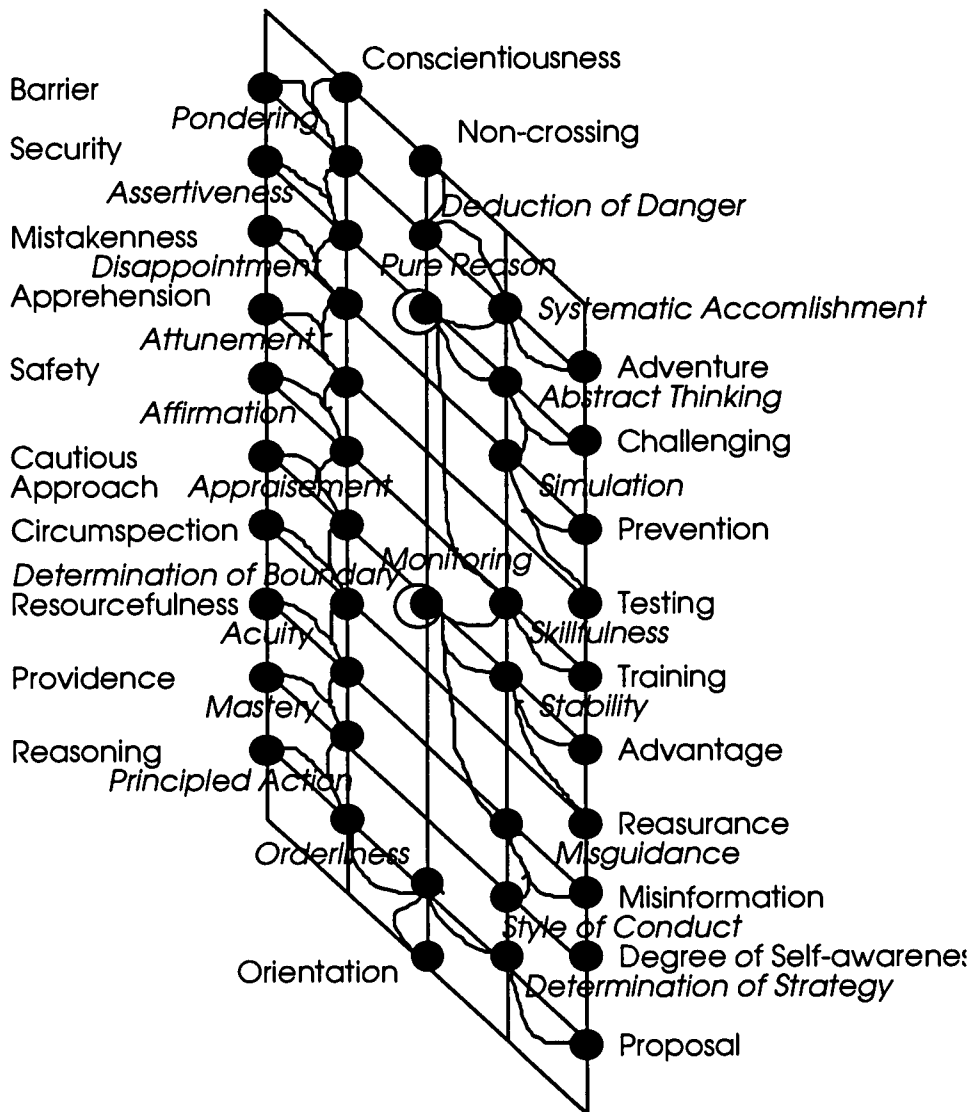 Conscientiousness
Barrier
Pondering
Non-crossing
Security
Assertiveness
Deduction of Danger
Mistakenness
Disappointment
Pure Reason
Apprehension
Systematic Accomlishment
Attunement
Safety
Adventure
Affirmation
Abstract Thinking
Challenging
Cautious
Approach
Appraisement
Simulation
Circumspection
Prevention
Monitoring
Determination of Boundary
Resourcefulness
Testing
Acuity
Skillfulness
Providence
Training
Mastery
Stability
Reasoning
Advantage
Principled Action
Reasurance
Orderliness
Misguidance
Misinformation
Style of Conduct
Orientation
Degree of Self-awarenes
Determination of Strategy
Proposal